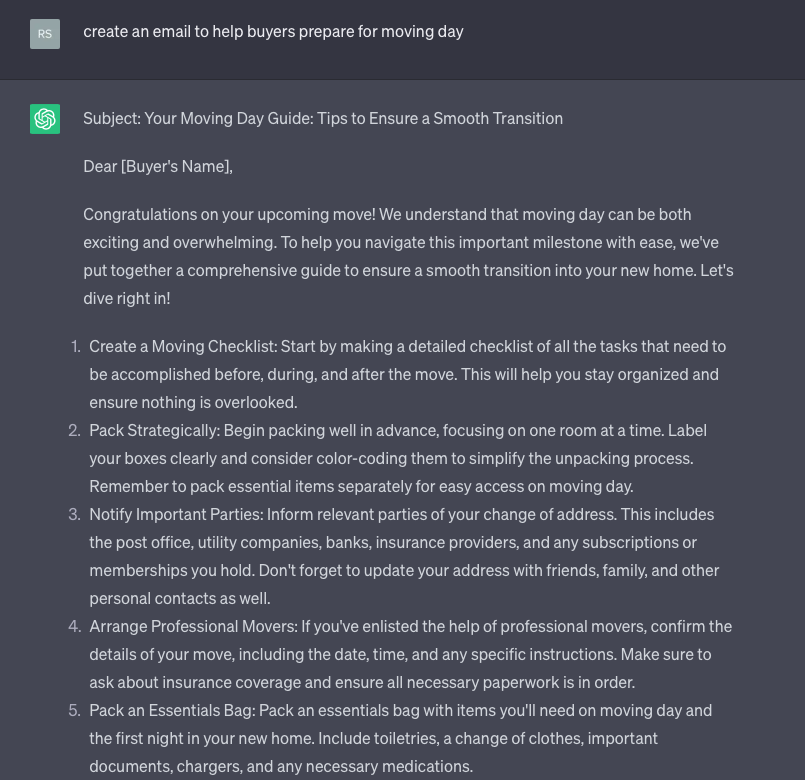 RS
create an email to help buyers prepare for moving day
Subject: Your Moving Day Guide: Tips to Ensure a Smooth Transition
Dear [Buyer's Name],
Congratulations on your upcoming move! We understand that moving day can be both
exciting and overwhelming. To help you navigate this important milestone with ease, we've
put together a comprehensive guide to ensure a smooth transition into your new home. Let's
dive right in!
1. Create a Moving Checklist: Start by making a detailed checklist of all the tasks that need to
be accomplished before, during, and after the move. This will help you stay organized and
ensure nothing is overlooked.
2. Pack Strategically: Begin packing well in advance, focusing on one room at a time. Label
your boxes clearly and consider color-coding them to simplify the unpacking process.
Remember to pack essential items separately for easy access on moving day.
3. Notify Important Parties: Inform relevant parties of your change of address. This includes
the post office, utility companies, banks, insurance providers, and any subscriptions or
memberships you hold. Don't forget to update your address with friends, family, and other
personal contacts as well.
4. Arrange Professional Movers: If you've enlisted the help of professional movers, confirm the
details of your move, including the date, time, and any specific instructions. Make sure to
ask about insurance coverage and ensure all necessary paperwork is in order.
5. Pack an Essentials Bag: Pack an essentials bag with items you'll need on moving day and
the first night in your new home. Include toiletries, a change of clothes, important
documents, chargers, and any necessary medications.